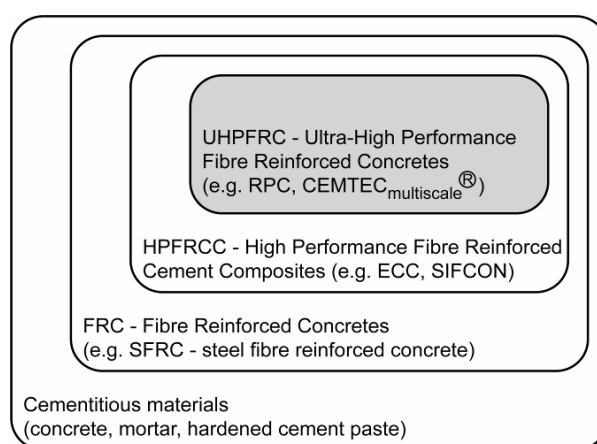 UHPFRC - Ultra-High Performance
Fibre Reinforced Concretes
(e.g. RPC, CEMTECmultiscale®)
HPFRCC - High Performance Fibre Reinforced
Cement Composites (e.g. ECC, SIFCON)
FRC - Fibre Reinforced Concretes
(e.g. SFRC - steel fibre reinforced concrete)
Cementitious materials
(concrete, mortar, hardened cement paste)